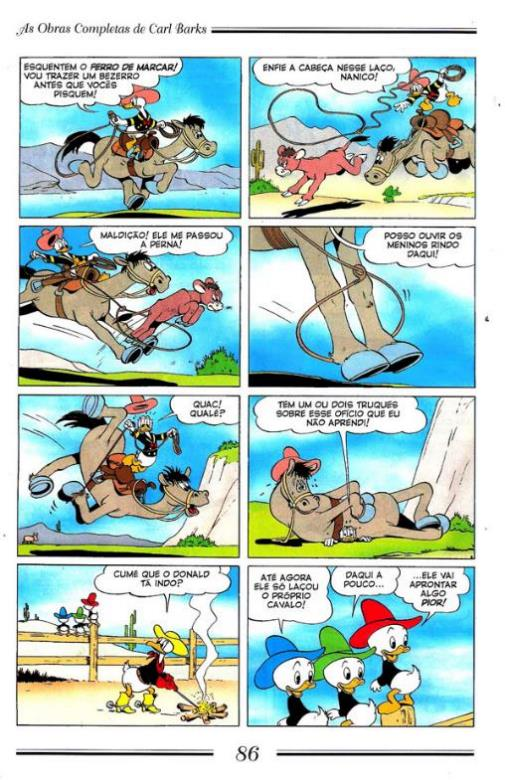 As Obras Completas de Carl Barks
ESQUENTEM O FERRO DE MARCAR!
VOU TRAZER UM BEZERRO
ANTES QUE VOCÊS
PISQUEM!
ENFIE A CABEÇA NESSE LAÇO,
NANICO!
MALDIÇÃO! ELE ME PASSOU
A PERNA!
POSSO OUVIR OS
MENINOS RINDO
DAQUI!
QUAC!
QUALÉ?
TEM UM OU DOIS TRUQUES
SOBRE ESSE OFÍCIO QUE EU
NÃO APRENDI!
CUMÉ QUE O DONALD
TÁ INDO?
ATÉ AGORA
ELE SÓ LAÇOU
O PRÓPRIO
CAVALO!
DAQUI A
POUCO...
...ELE VAI
APRONTAR
ALGO
PIOR!
86